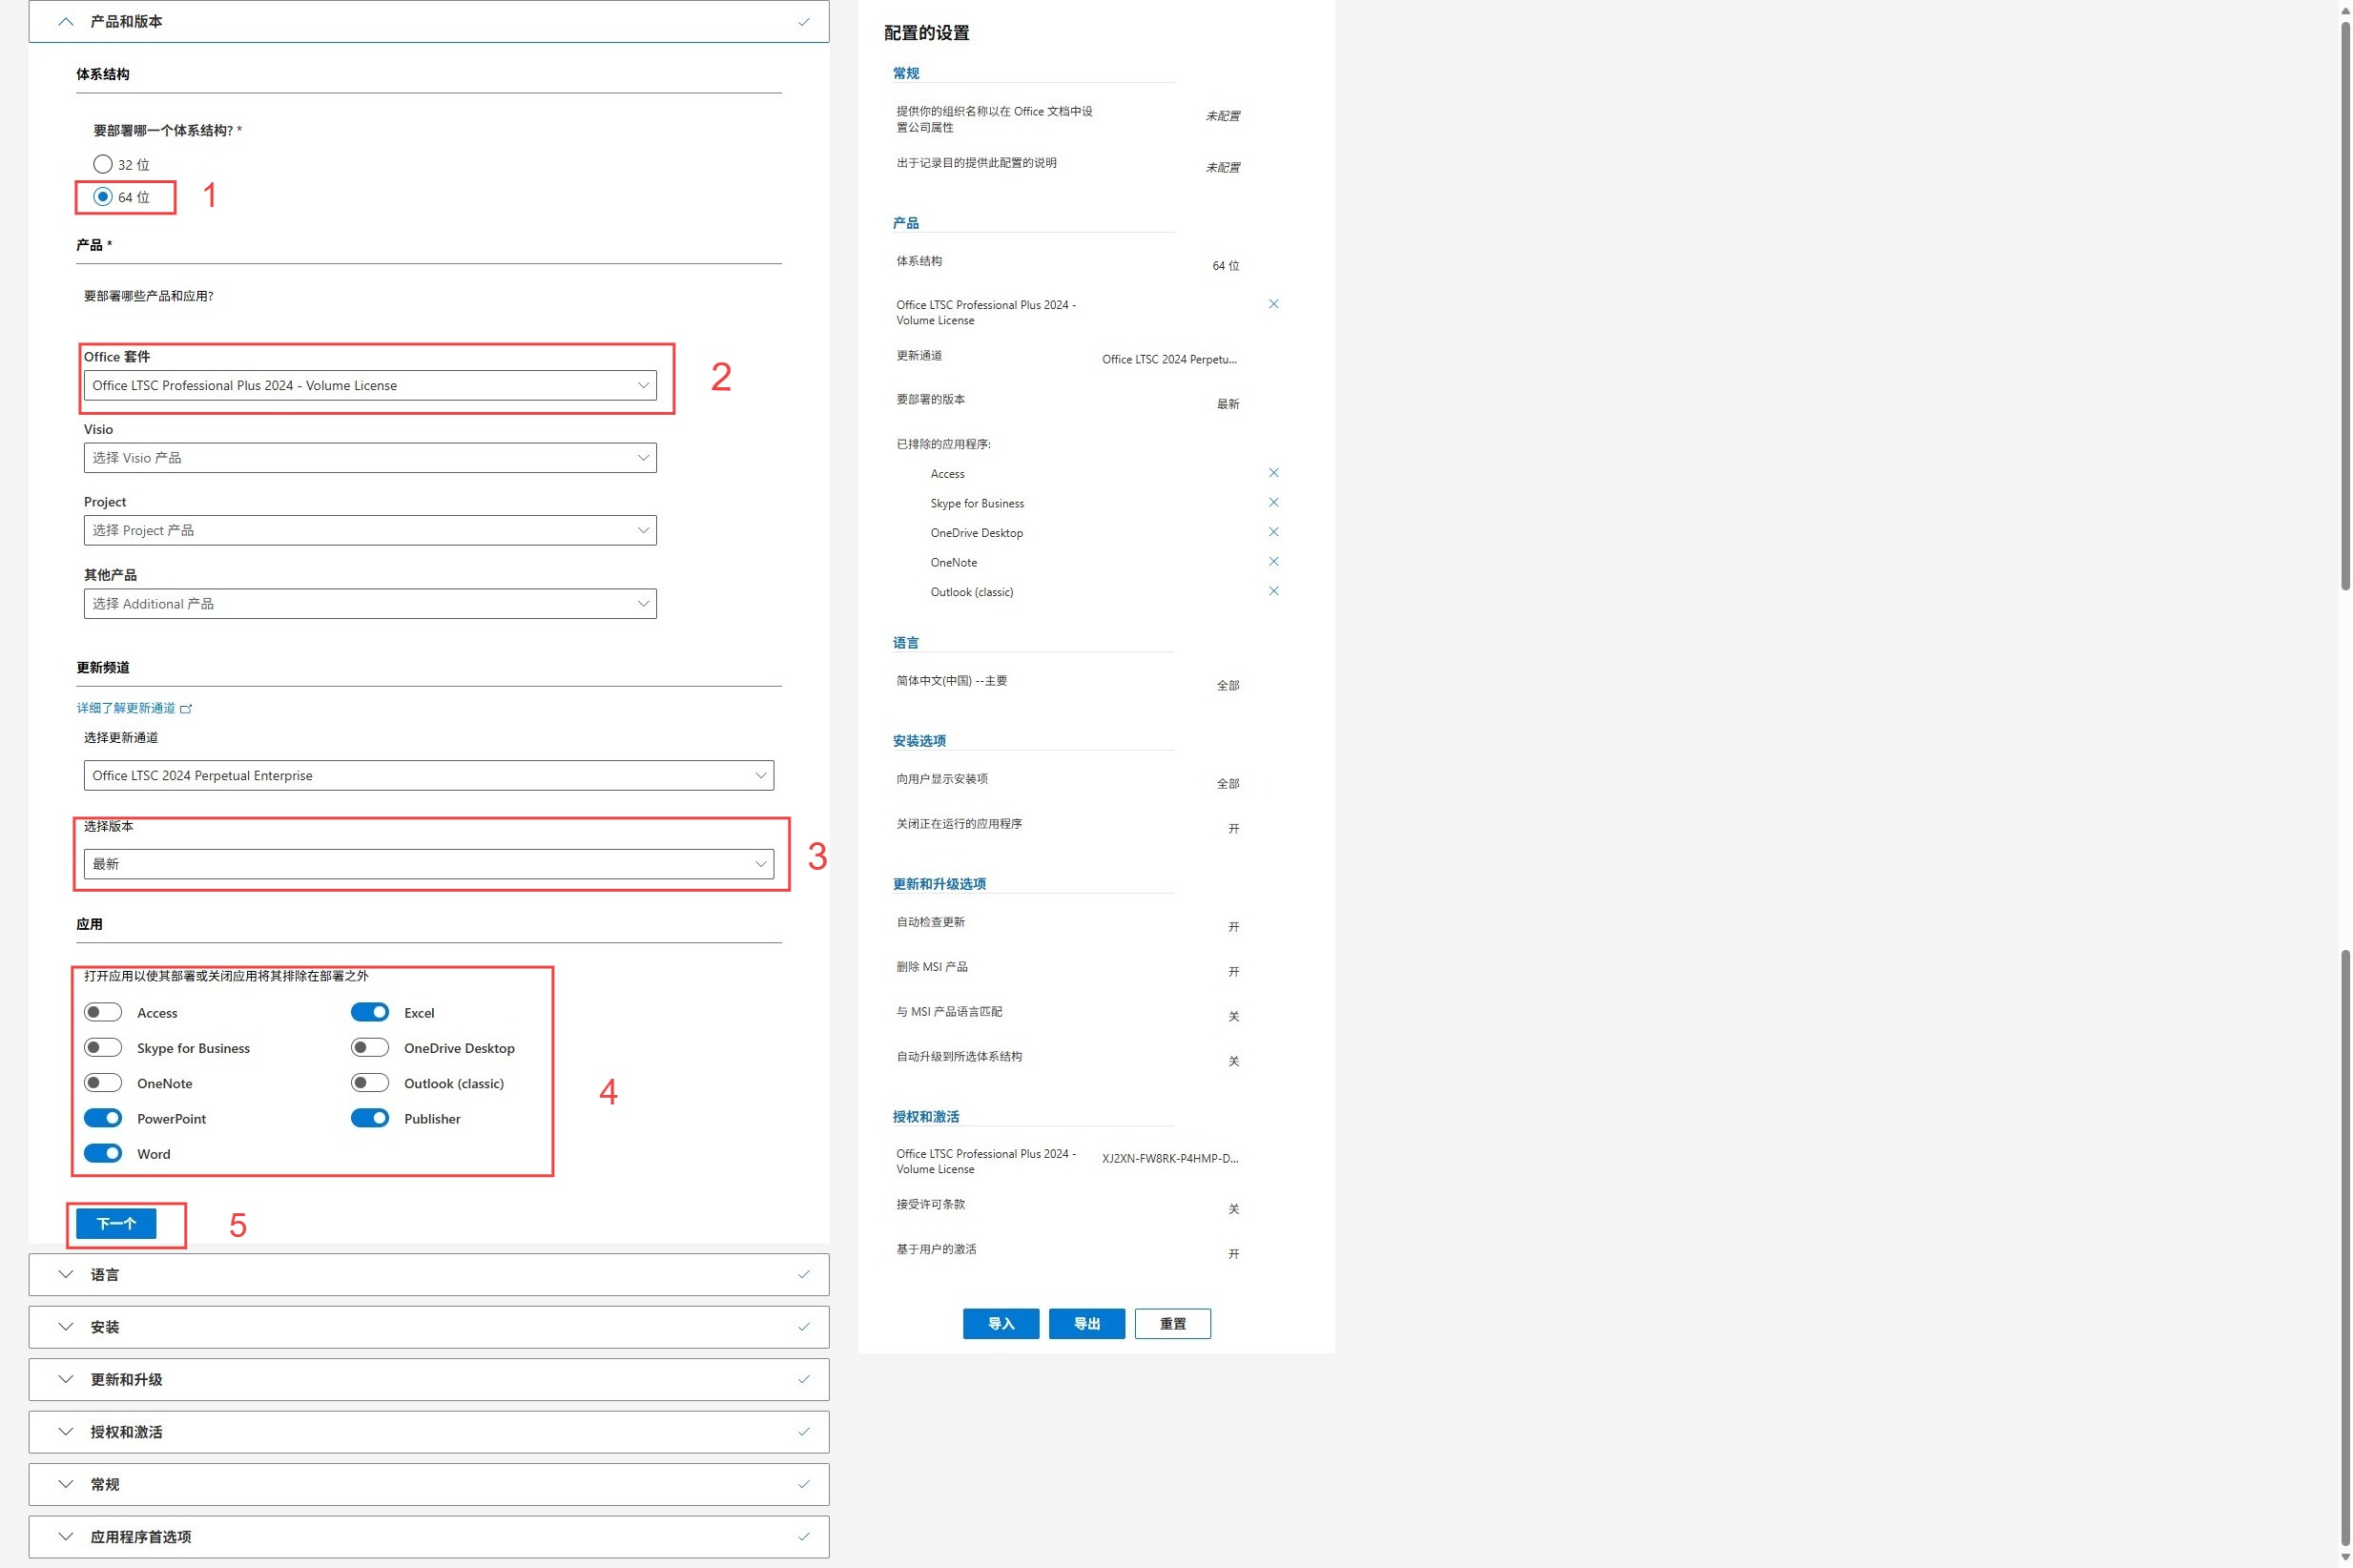 产品和版本
体系结构
要部署哪一个体系结构? *
32 位
64 位
1
产品 *
要部署哪些产品和应用?
Office 套件
Office LTSC Professional Plus 2024 - Volume License
2
Visio
选择 Visio 产品
Project
选择 Project 产品
其他产品
选择 Additional 产品
更新频道
详细了解更新通道
选择更新通道
Office LTSC 2024 Perpetual Enterprise
选择版本
最新
3
应用
打开应用以使其部署或关闭应用将其排除在部署之外
Access
Excel
Skype for Business
OneDrive Desktop
OneNote
Outlook (classic)
PowerPoint
Publisher
Word
4
下一个
5
语言
安装
更新和升级
授权和激活
常规
应用程序首选项
配置的设置
常规
提供你的组织名称以在 Office 文档中设
置公司属性
未配置
出于记录目的提供此配置的说明
未配置
产品
体系结构
64 位
Office LTSC Professional Plus 2024 -
Volume License
更新通道
Office LTSC 2024 Perpetu...
要部署的版本
最新
已排除的应用程序:
Access
Skype for Business
OneDrive Desktop
OneNote
Outlook (classic)
语言
简体中文(中国) --主要
全部
安装选项
向用户显示安装项
全部
关闭正在运行的应用程序
开
更新和升级选项
自动检查更新
开
删除 MSI 产品
开
与 MSI 产品语言匹配
关
自动升级到所选体系结构
关
授权和激活
Office LTSC Professional Plus 2024 -
Volume License
XJ2XN-FW8RK-P4HMP-D...
接受许可条款
关
基于用户的激活
开
导入
导出
重置